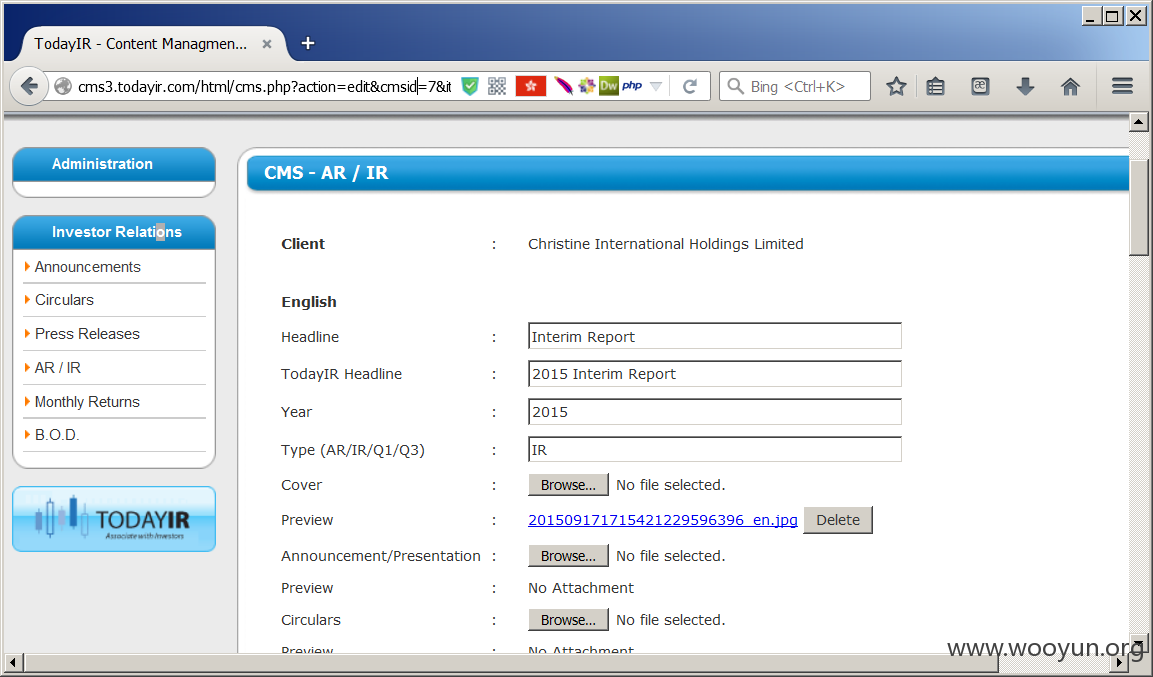 TodayIR - Content Managmen...
cms3.todayir.com/html/cms.php?action=edit&cmsid=7&it
Dw
php
Bing <Ctrl+K>
æ
Administration
Investor Relations
Announcements
Circulars
Press Releases
AR / IR
Monthly Returns
B.O.D.
TODAYIR
Associate with Investors
CMS - AR / IR
Client : Christine International Holdings Limited
English
Headline : Interim Report
TodayIR Headline : 2015 Interim Report
Year : 2015
Type (AR/IR/Q1/Q3) : IR
Cover : Browse... No file selected.
Preview : 201509171715421229596396_en.jpg Delete
Announcement/Presentation : Browse... No file selected.
Preview : No Attachment
Circulars : Browse... No file selected.
Preview : No Attachment
www.wooyun.org